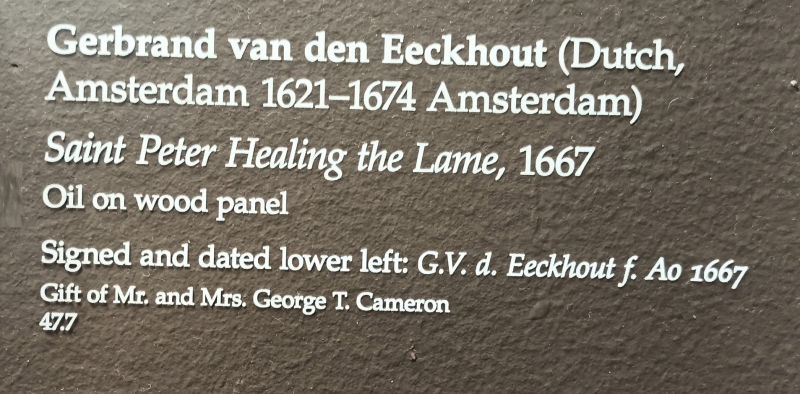 Gerbrand van den Eeckhout (Dutch,
Amsterdam 1621–1674 Amsterdam)
Saint Peter Healing the Lame, 1667
Oil on wood panel
Signed and dated lower left: G.V. d. Eeckhout f. Ao 1667
Gift of Mr. and Mrs. George T. Cameron
47.7